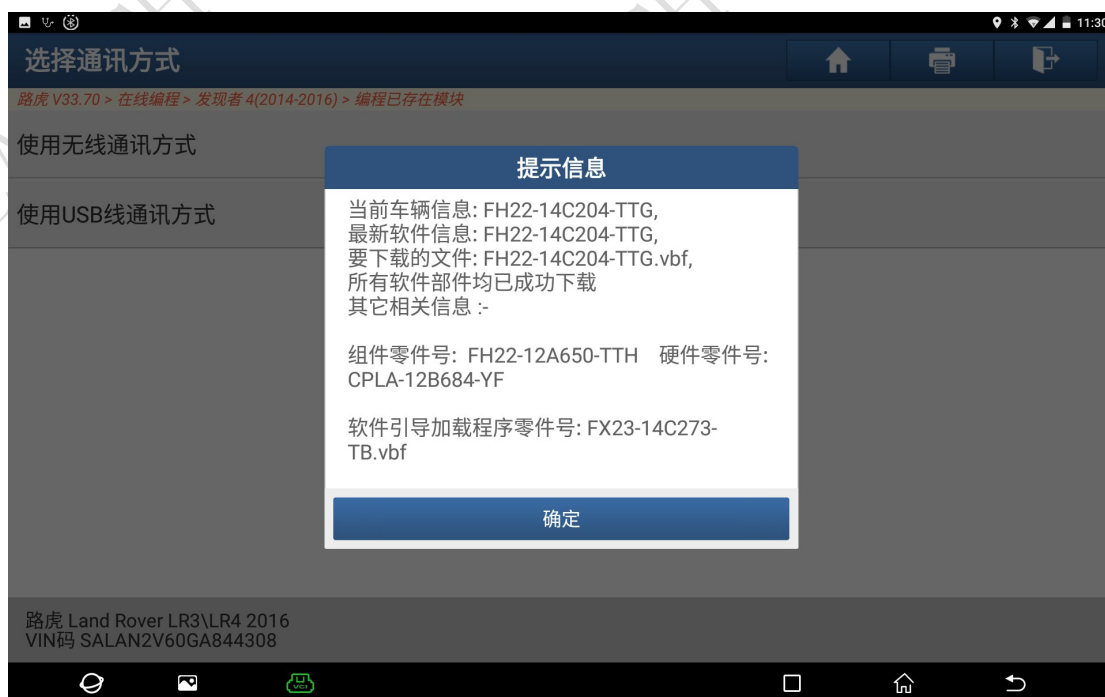 11:30
选择通讯方式
路虎 V33.70 > 在线编程 > 发现者 4(2014-2016) > 编程已存在模块
使用无线通讯方式
使用USB线通讯方式
提示信息
当前车辆信息: FH22-14C204-TTG,
最新软件信息: FH22-14C204-TTG,
要下载的文件: FH22-14C204-TTG.vbf,
所有软件部件均已成功下载
其它相关信息 :-
组件零件号: FH22-12A650-TTH 硬件零件号:
CPLA-12B684-YF
软件引导加载程序零件号: FX23-14C273-
TB.vbf
确定
路虎 Land Rover LR3\LR4 2016
VIN码 SALAN2V60GA844308
VCI